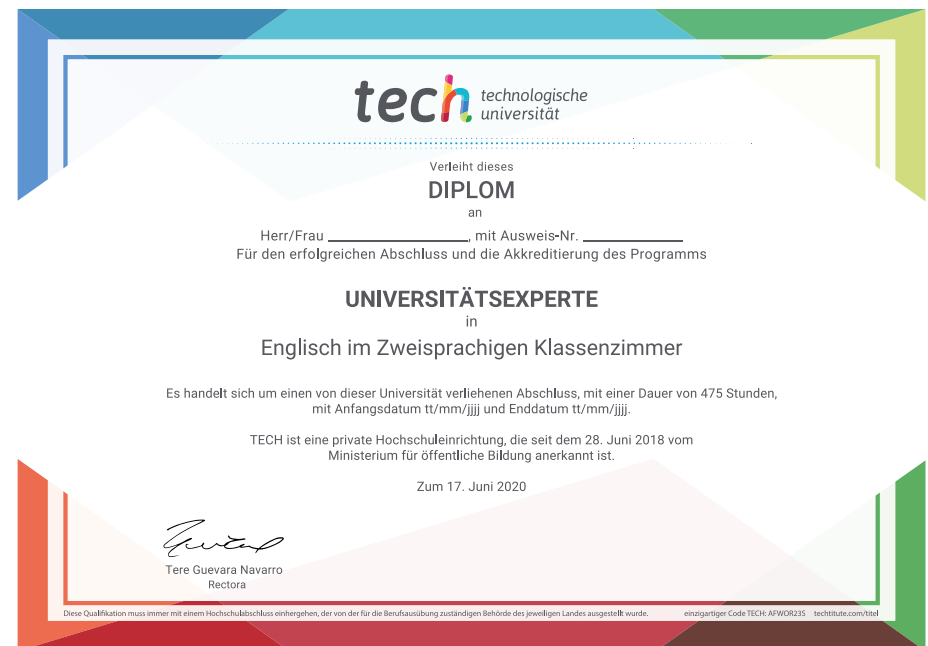 tech technologische
universität
Verleiht dieses
DIPLOM
an
Herr/Frau ____________, mit Ausweis-Nr. ____________
Für den erfolgreichen Abschluss und die Akkreditierung des Programms
UNIVERSITÄTSEXPERTE
in
Englisch im Zweisprachigen Klassenzimmer
Es handelt sich um einen von dieser Universität verliehenen Abschluss, mit einer Dauer von 475 Stunden,
mit Anfangsdatum tt/mm/jjjj und Enddatum tt/mm/jjjj.
TECH ist eine private Hochschuleinrichtung, die seit dem 28. Juni 2018 vom
Ministerium für öffentliche Bildung anerkannt ist.
Zum 17. Juni 2020
Tere Guevara Navarro
Rectora
Diese Qualifikation muss immer mit einem Hochschulabschluss einhergehen, der von der für die Berufsausübung zuständigen Behörde des jeweiligen Landes ausgestellt wurde. einzigartiger Code TECH: AFWOR23S techtitute.com/titel